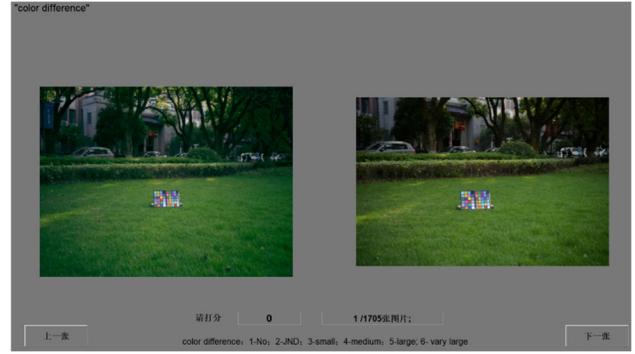 "color difference"
请打分 0 1 /1705张图片;
上一张 下一张
color difference: 1-No; 2-JND; 3-small; 4-medium; 5-large; 6- vary large